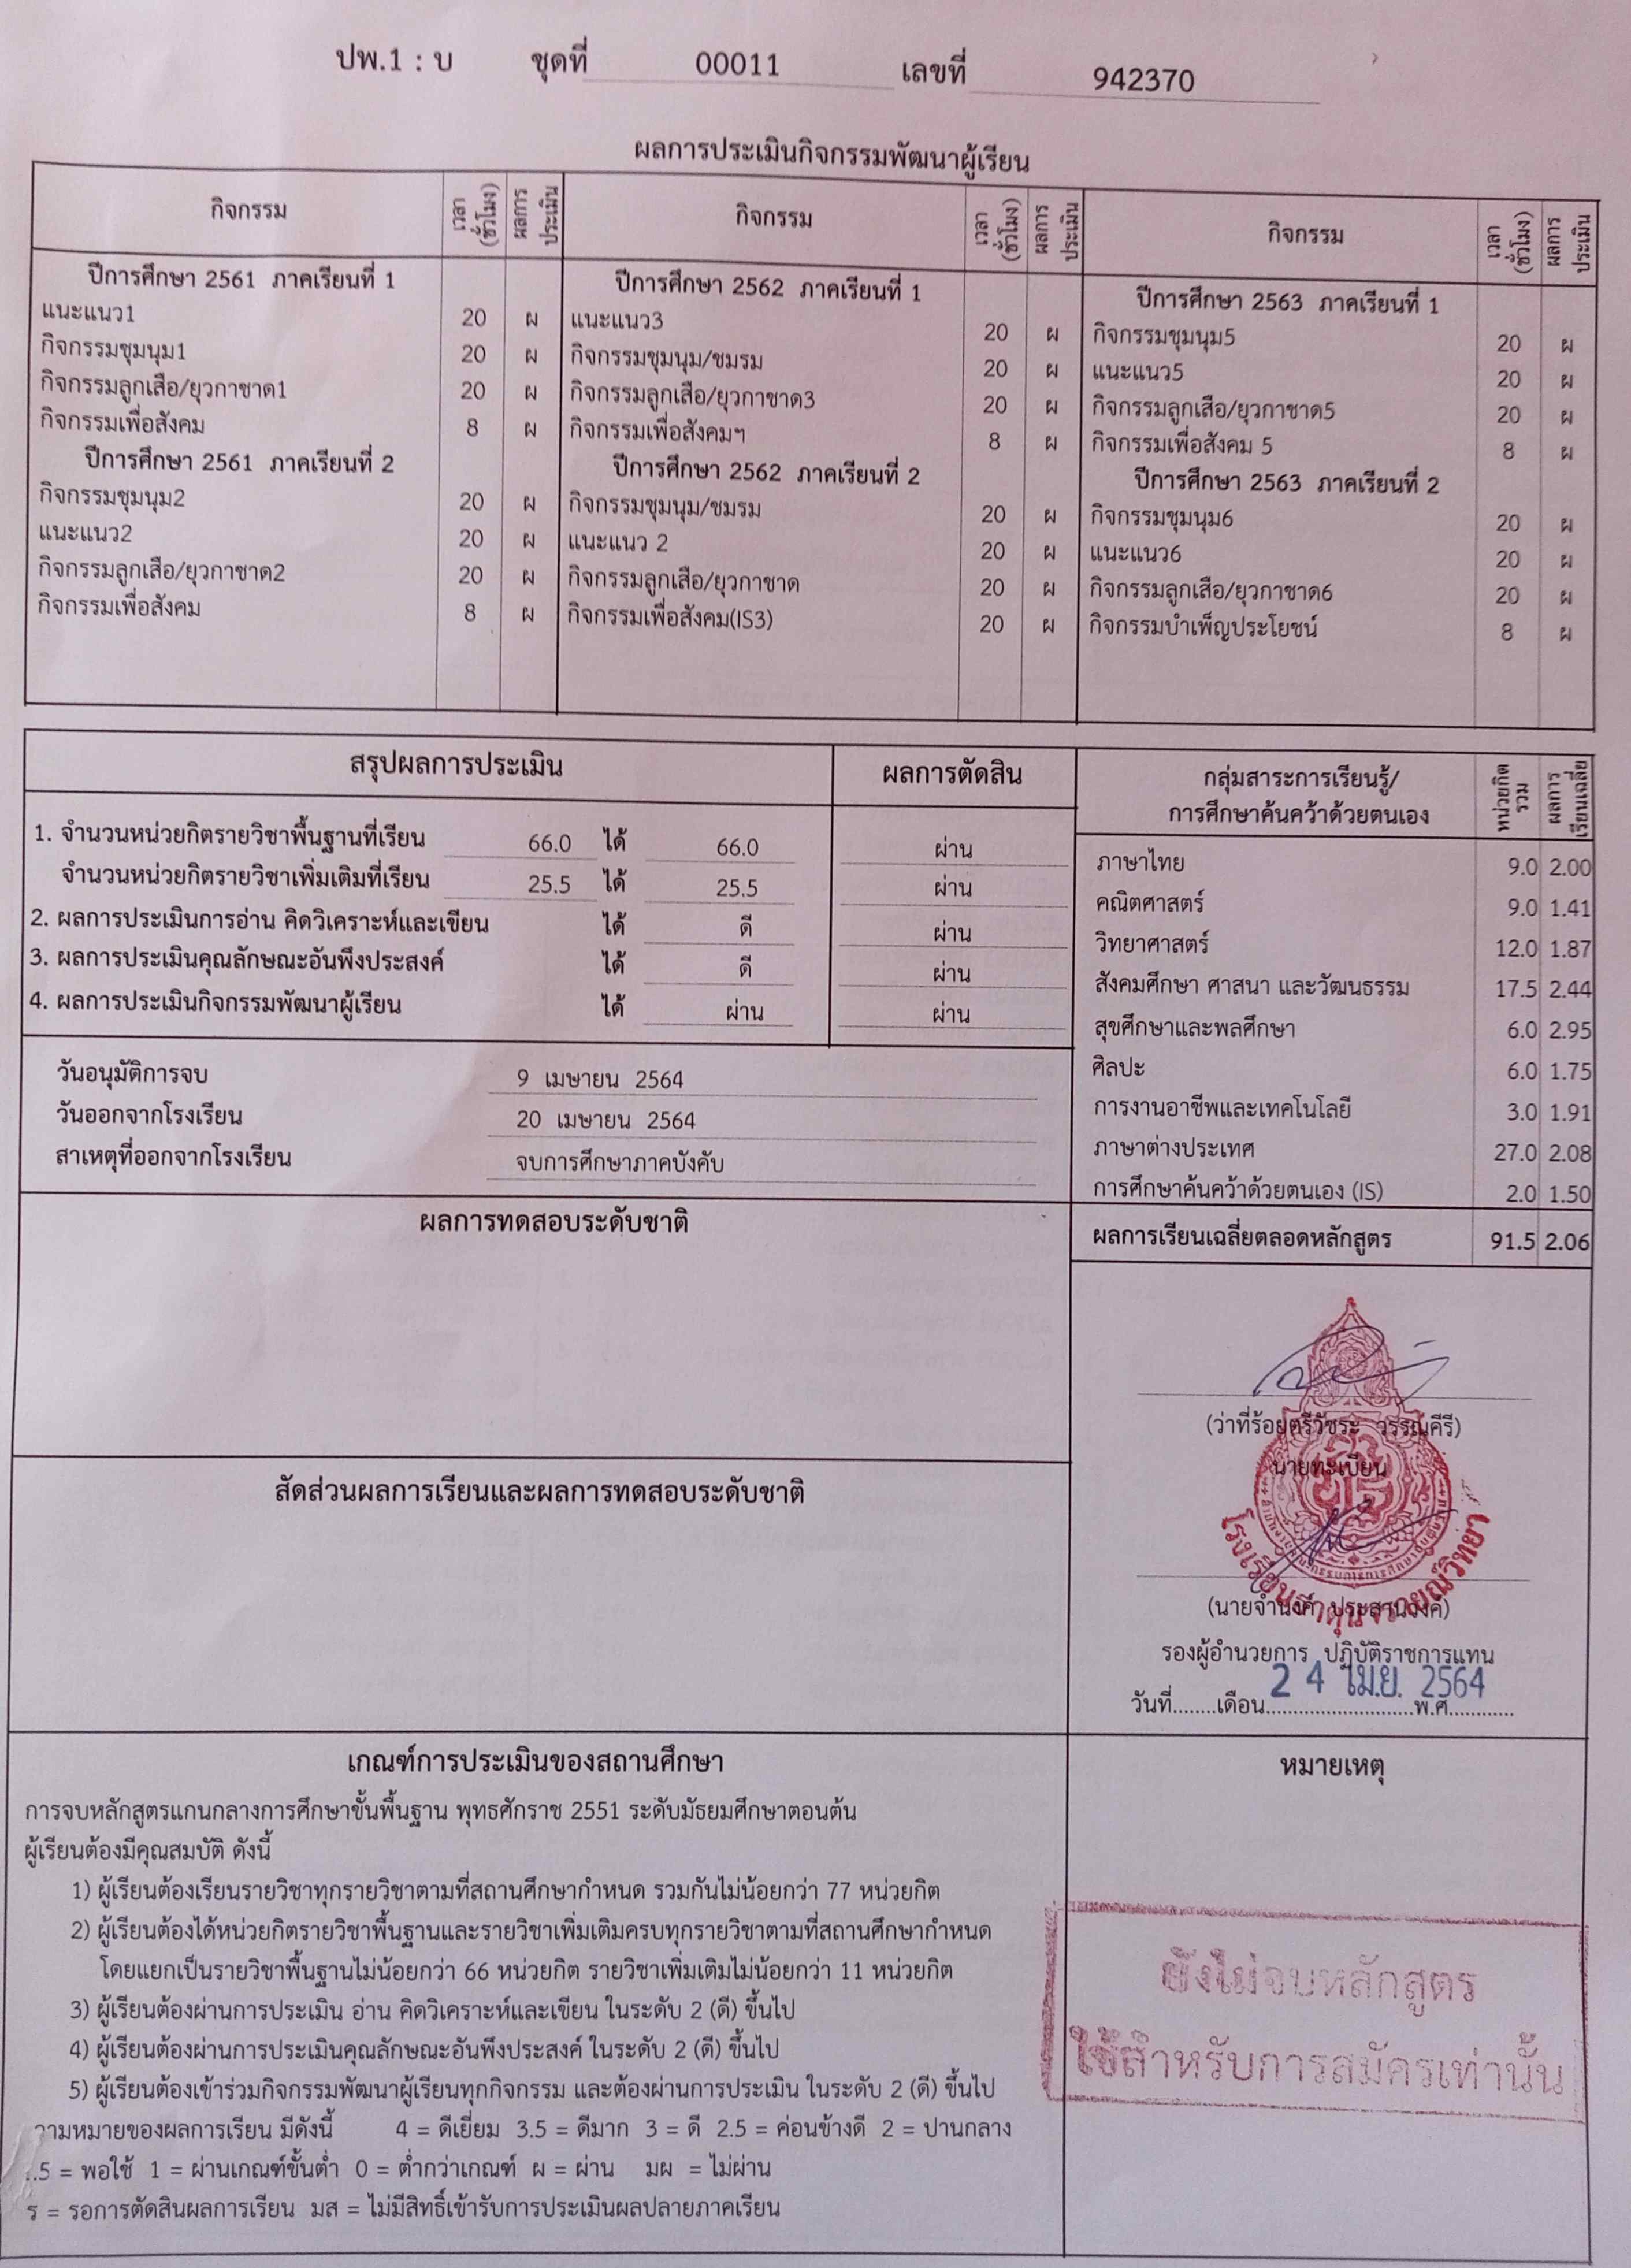 ปพ.1 : บ ชุดที่ 00011 เลขที่ 942370
ผลการประเมินกิจกรรมพัฒนาผู้เรียน
กิจกรรม เวลา (ชั่วโมง) ผลการประเมิน กิจกรรม เวลา (ชั่วโมง) ผลการประเมิน กิจกรรม เวลา (ชั่วโมง) ผลการประเมิน
ปีการศึกษา 2561 ภาคเรียนที่ 1
แนะแนว1 20 ผ
กิจกรรมชุมนุม1 20 ผ
กิจกรรมลูกเสือ/ยุวกาชาด1 20 ผ
กิจกรรมเพื่อสังคม 8 ผ
ปีการศึกษา 2561 ภาคเรียนที่ 2
กิจกรรมชุมนุม2 20 ผ
แนะแนว2 20 ผ
กิจกรรมลูกเสือ/ยุวกาชาด2 20 ผ
กิจกรรมเพื่อสังคม 8 ผ
ปีการศึกษา 2562 ภาคเรียนที่ 1
แนะแนว3 20 ผ
กิจกรรมชุมนุม/ชมรม 20 ผ
กิจกรรมลูกเสือ/ยุวกาชาด3 20 ผ
กิจกรรมเพื่อสังคมฯ 8 ผ
ปีการศึกษา 2562 ภาคเรียนที่ 2
กิจกรรมชุมนุม/ชมรม 20 ผ
แนะแนว 2 20 ผ
กิจกรรมลูกเสือ/ยุวกาชาด 20 ผ
กิจกรรมเพื่อสังคม(IS3) 20 ผ
ปีการศึกษา 2563 ภาคเรียนที่ 1
กิจกรรมชุมนุม5 20 ผ
แนะแนว5 20 ผ
กิจกรรมลูกเสือ/ยุวกาชาด5 20 ผ
กิจกรรมเพื่อสังคม 5 8 ผ
ปีการศึกษา 2563 ภาคเรียนที่ 2
กิจกรรมชุมนุม6 20 ผ
แนะแนว6 20 ผ
กิจกรรมลูกเสือ/ยุวกาชาด6 20 ผ
กิจกรรมบำเพ็ญประโยชน์ 8 ผ
สรุปผลการประเมิน ผลการตัดสิน
1. จำนวนหน่วยกิตรายวิชาพื้นฐานที่เรียน 66.0 ได้ 66.0 ผ่าน
จำนวนหน่วยกิตรายวิชาเพิ่มเติมที่เรียน 25.5 ได้ 25.5 ผ่าน
2. ผลการประเมินการอ่าน คิดวิเคราะห์และเขียน ได้ ดี ผ่าน
3. ผลการประเมินคุณลักษณะอันพึงประสงค์ ได้ ดี ผ่าน
4. ผลการประเมินกิจกรรมพัฒนาผู้เรียน ได้ ผ่าน ผ่าน
วันอนุมัติการจบ 9 เมษายน 2564
วันออกจากโรงเรียน 20 เมษายน 2564
สาเหตุที่ออกจากโรงเรียน จบการศึกษาภาคบังคับ
กลุ่มสาระการเรียนรู้/
การศึกษาค้นคว้าด้วยตนเอง หน่วยกิตรวม ผลการเรียนเฉลี่ย
ภาษาไทย 9.0 2.00
คณิตศาสตร์ 9.0 1.41
วิทยาศาสตร์ 12.0 1.87
สังคมศึกษา ศาสนา และวัฒนธรรม 17.5 2.44
สุขศึกษาและพลศึกษา 6.0 2.95
ศิลปะ 6.0 1.75
การงานอาชีพและเทคโนโลยี 3.0 1.91
ภาษาต่างประเทศ 27.0 2.08
การศึกษาค้นคว้าด้วยตนเอง (IS) 2.0 1.50
ผลการเรียนเฉลี่ยตลอดหลักสูตร 91.5 2.06
ผลการทดสอบระดับชาติ
สัดส่วนผลการเรียนและผลการทดสอบระดับชาติ
(ว่าที่ร้อยตรีวัชระ วรรณคีรี)
นายทะเบียน
(นายจำนงค์ ประสานวงค์)
รองผู้อำนวยการ ปฏิบัติราชการแทน
24 เม.ย. 2564
วันที่........เดือน...........................พ.ศ............
เกณฑ์การประเมินของสถานศึกษา
การจบหลักสูตรแกนกลางการศึกษาขั้นพื้นฐาน พุทธศักราช 2551 ระดับมัธยมศึกษาตอนต้น
ผู้เรียนต้องมีคุณสมบัติ ดังนี้
1) ผู้เรียนต้องเรียนรายวิชาทุกรายวิชาตามที่สถานศึกษากำหนด รวมกันไม่น้อยกว่า 77 หน่วยกิต
2) ผู้เรียนต้องได้หน่วยกิตรายวิชาพื้นฐานและรายวิชาเพิ่มเติมครบทุกรายวิชาตามที่สถานศึกษากำหนด
โดยแยกเป็นรายวิชาพื้นฐานไม่น้อยกว่า 66 หน่วยกิต รายวิชาเพิ่มเติมไม่น้อยกว่า 11 หน่วยกิต
3) ผู้เรียนต้องผ่านการประเมิน อ่าน คิดวิเคราะห์และเขียน ในระดับ 2 (ดี) ขึ้นไป
4) ผู้เรียนต้องผ่านการประเมินคุณลักษณะอันพึงประสงค์ ในระดับ 2 (ดี) ขึ้นไป
5) ผู้เรียนต้องเข้าร่วมกิจกรรมพัฒนาผู้เรียนทุกกิจกรรม และต้องผ่านการประเมิน ในระดับ 2 (ดี) ขึ้นไป
วามหมายของผลการเรียน มีดังนี้ 4 = ดีเยี่ยม 3.5 = ดีมาก 3 = ดี 2.5 = ค่อนข้างดี 2 = ปานกลาง
.5 = พอใช้ 1 = ผ่านเกณฑ์ขั้นต่ำ 0 = ต่ำกว่าเกณฑ์ ผ = ผ่าน มผ = ไม่ผ่าน
ร = รอการตัดสินผลการเรียน มส = ไม่มีสิทธิ์เข้ารับการประเมินผลปลายภาคเรียน
หมายเหตุ
ยังไม่จบหลักสูตร
ใช้สำหรับการสมัครเท่านั้น